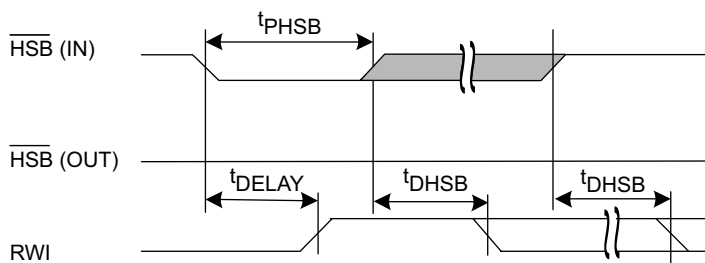 tPHSB
HSB (IN)
HSB (OUT)
tDELAY
tDHSB
tDHSB
RWI